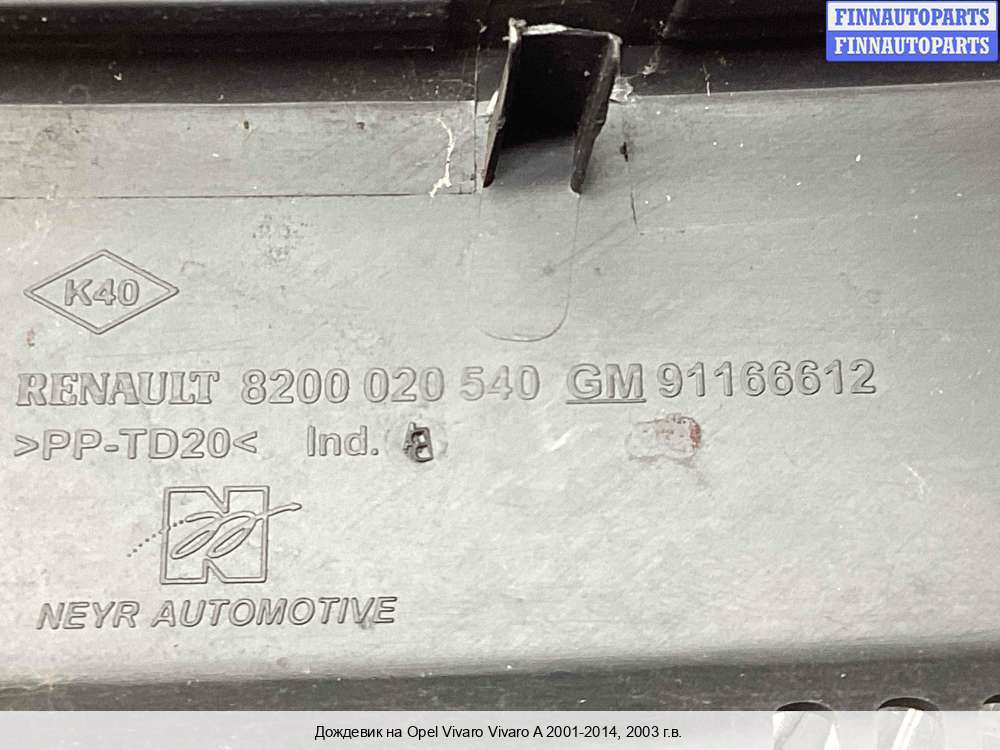 FINNAUTOPARTS
FINNAUTOPARTS
K40
RENAULT 8200 020 540 GM 91166612
>PP-TD20< Ind.
NEYR AUTOMOTIVE
Дождевик на Opel Vivaro Vivaro A 2001-2014, 2003 г.в.